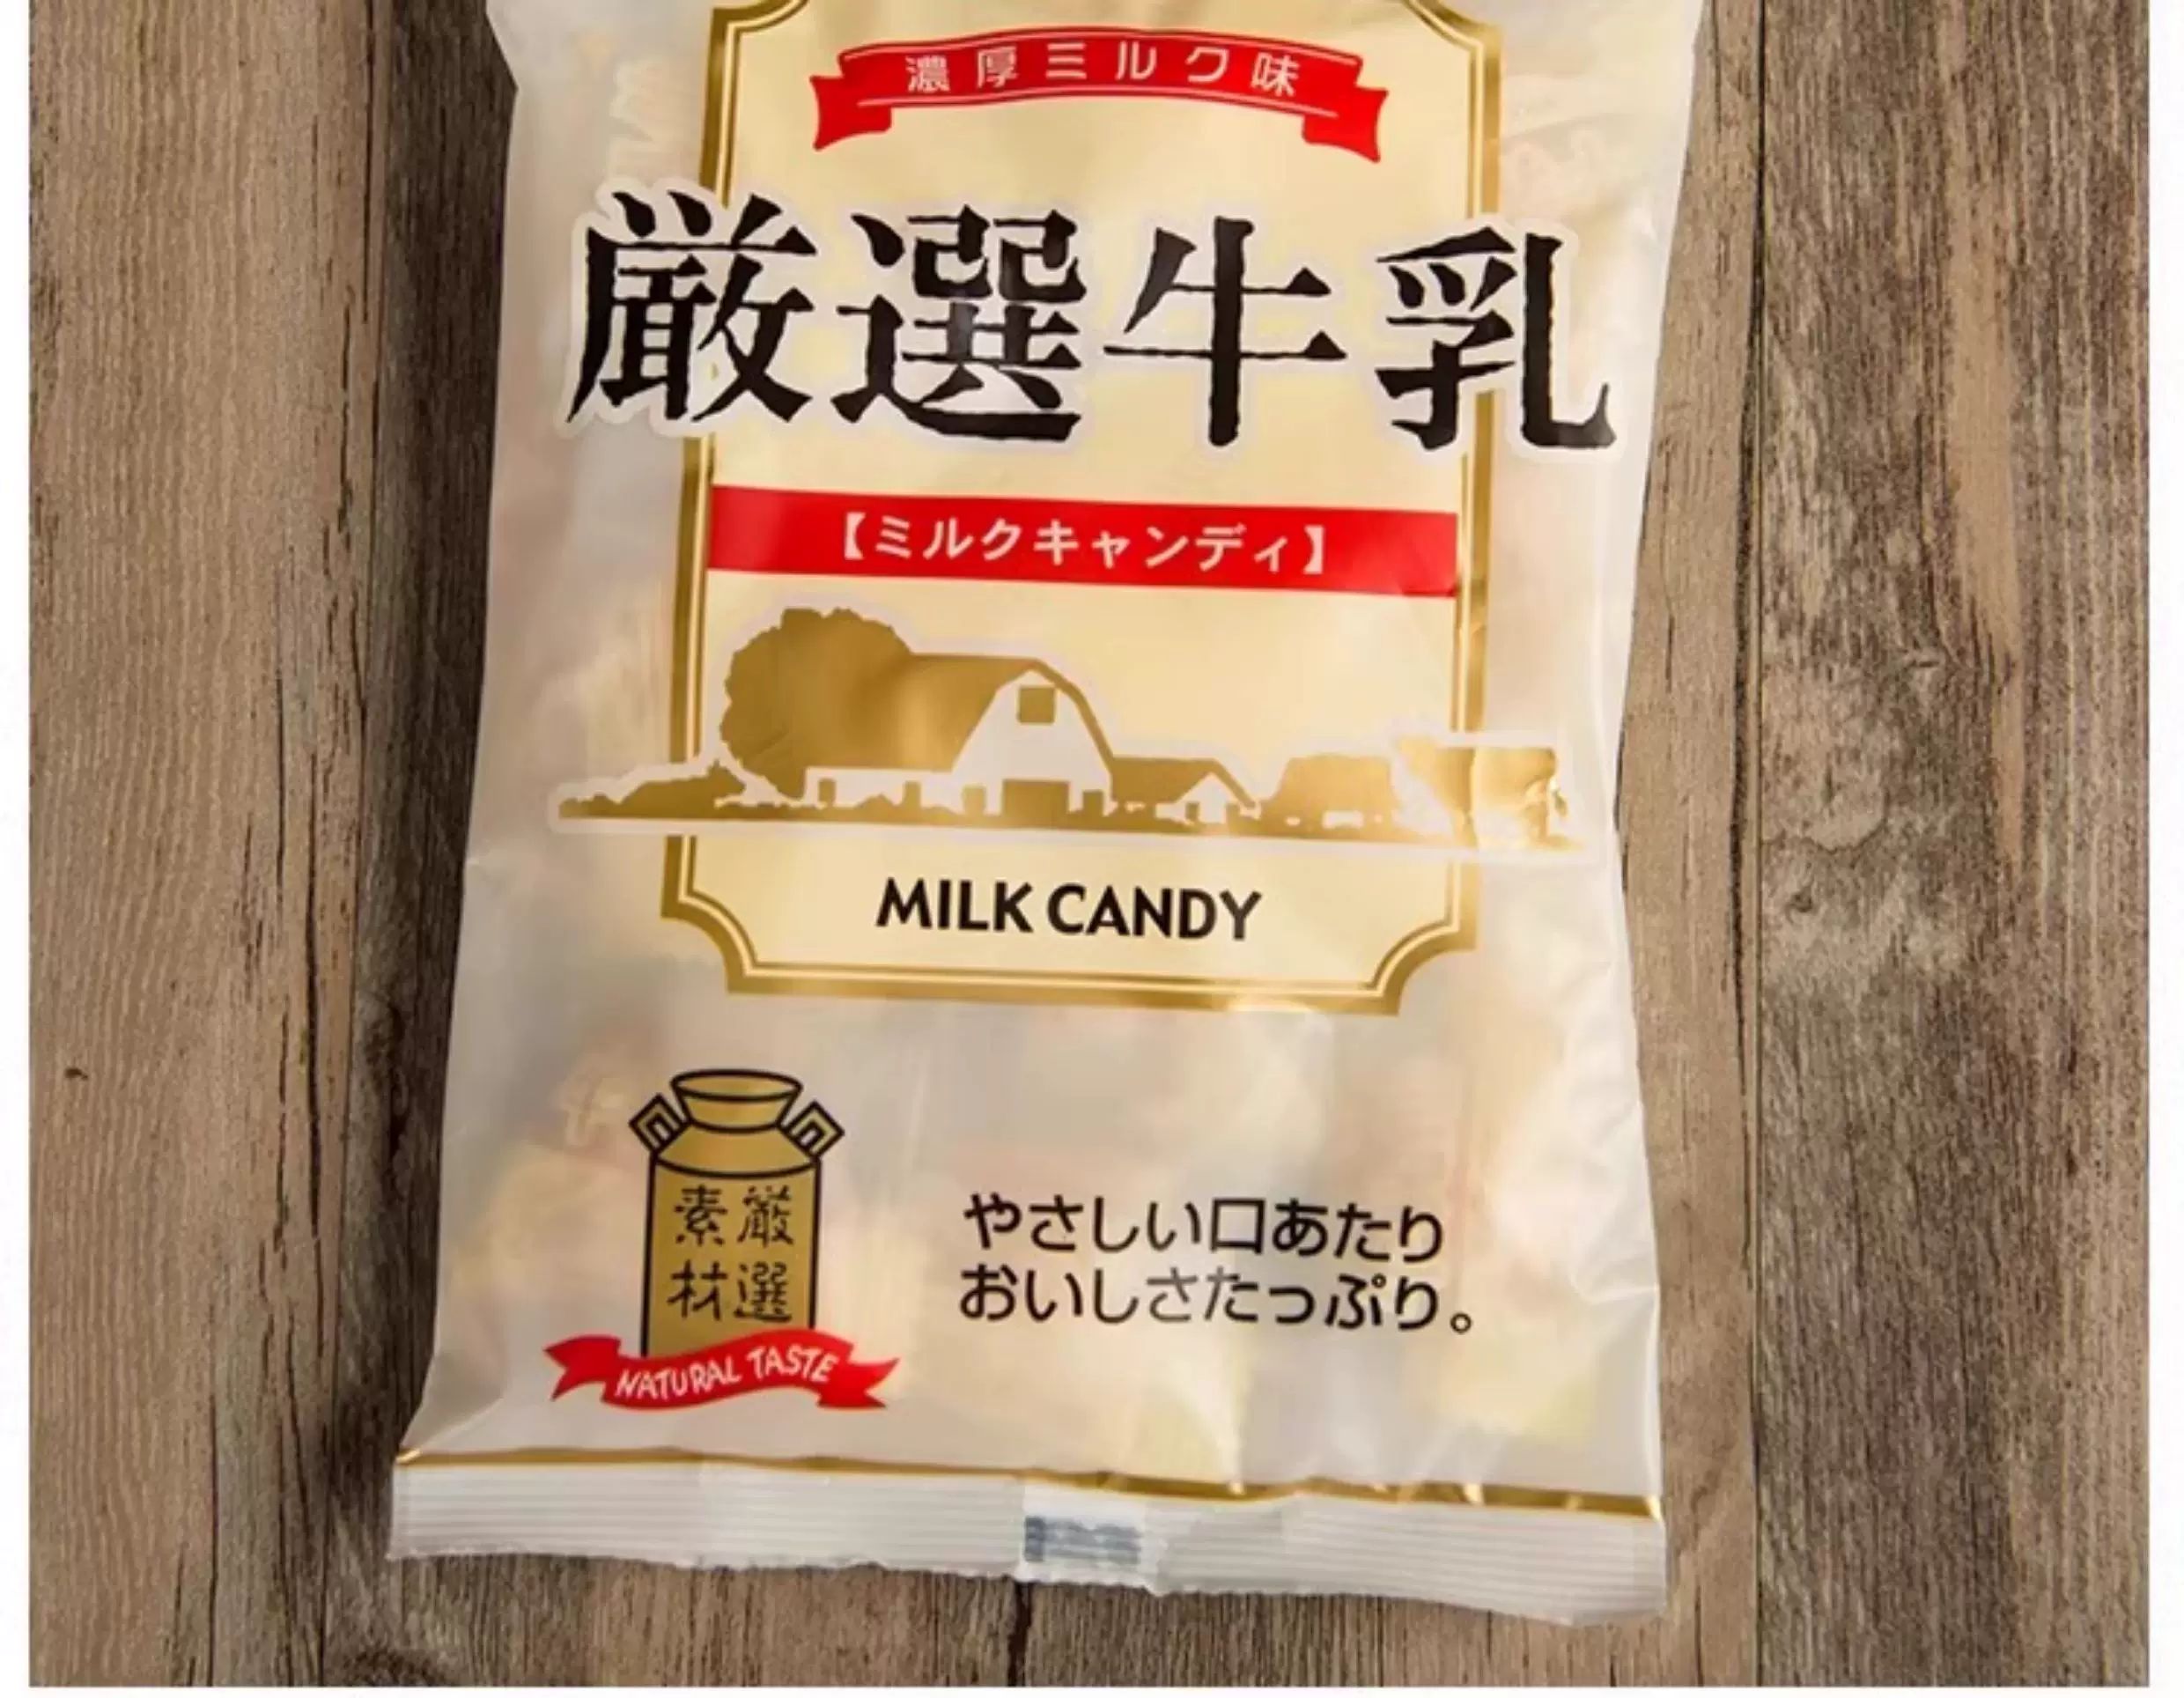 濃厚ミルク味
厳選牛乳
【ミルクキャンディ】
MILK CANDY
厳選
素材
NATURAL TASTE
やさしい口あたり
おいしさたっぷり。